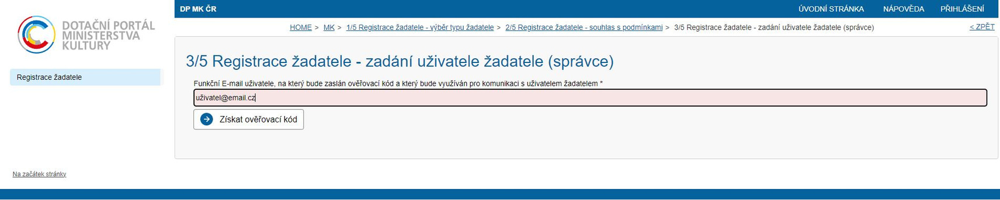 DOTAČNÍ PORTÁL
MINISTERSTVA
KULTURY
DP MK ČR
ÚVODNÍ STRÁNKA NÁPOVĚDA PŘIHLÁŠENÍ
HOME > MK > 1/5 Registrace žadatele - výběr typu žadatele > 2/5 Registrace žadatele - souhlas s podmínkami > 3/5 Registrace žadatele - zadání uživatele žadatele (správce)
< ZPĚT
Registrace žadatele
3/5 Registrace žadatele - zadání uživatele žadatele (správce)
Funkční E-mail uživatele, na který bude zaslán ověřovací kód a který bude využíván pro komunikaci s uživatelem žadatelem *
uživatel@email.cz
Získat ověřovací kód
Na začátek stránky